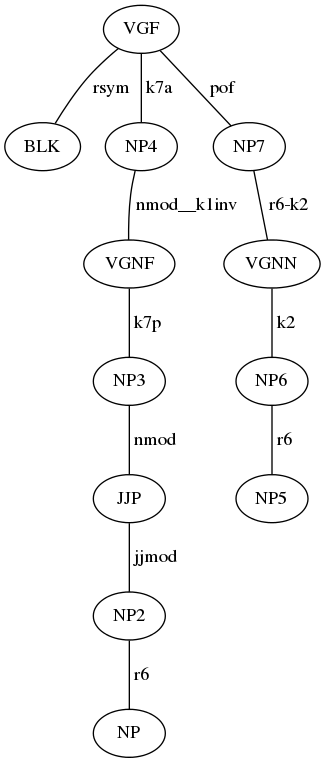 VGF
rsym k7a pof
BLK NP4 NP7
nmod__k1inv r6-k2
VGNF VGNN
k7p k2
NP3 NP6
nmod r6
JJP NP5
jjmod
NP2
r6
NP